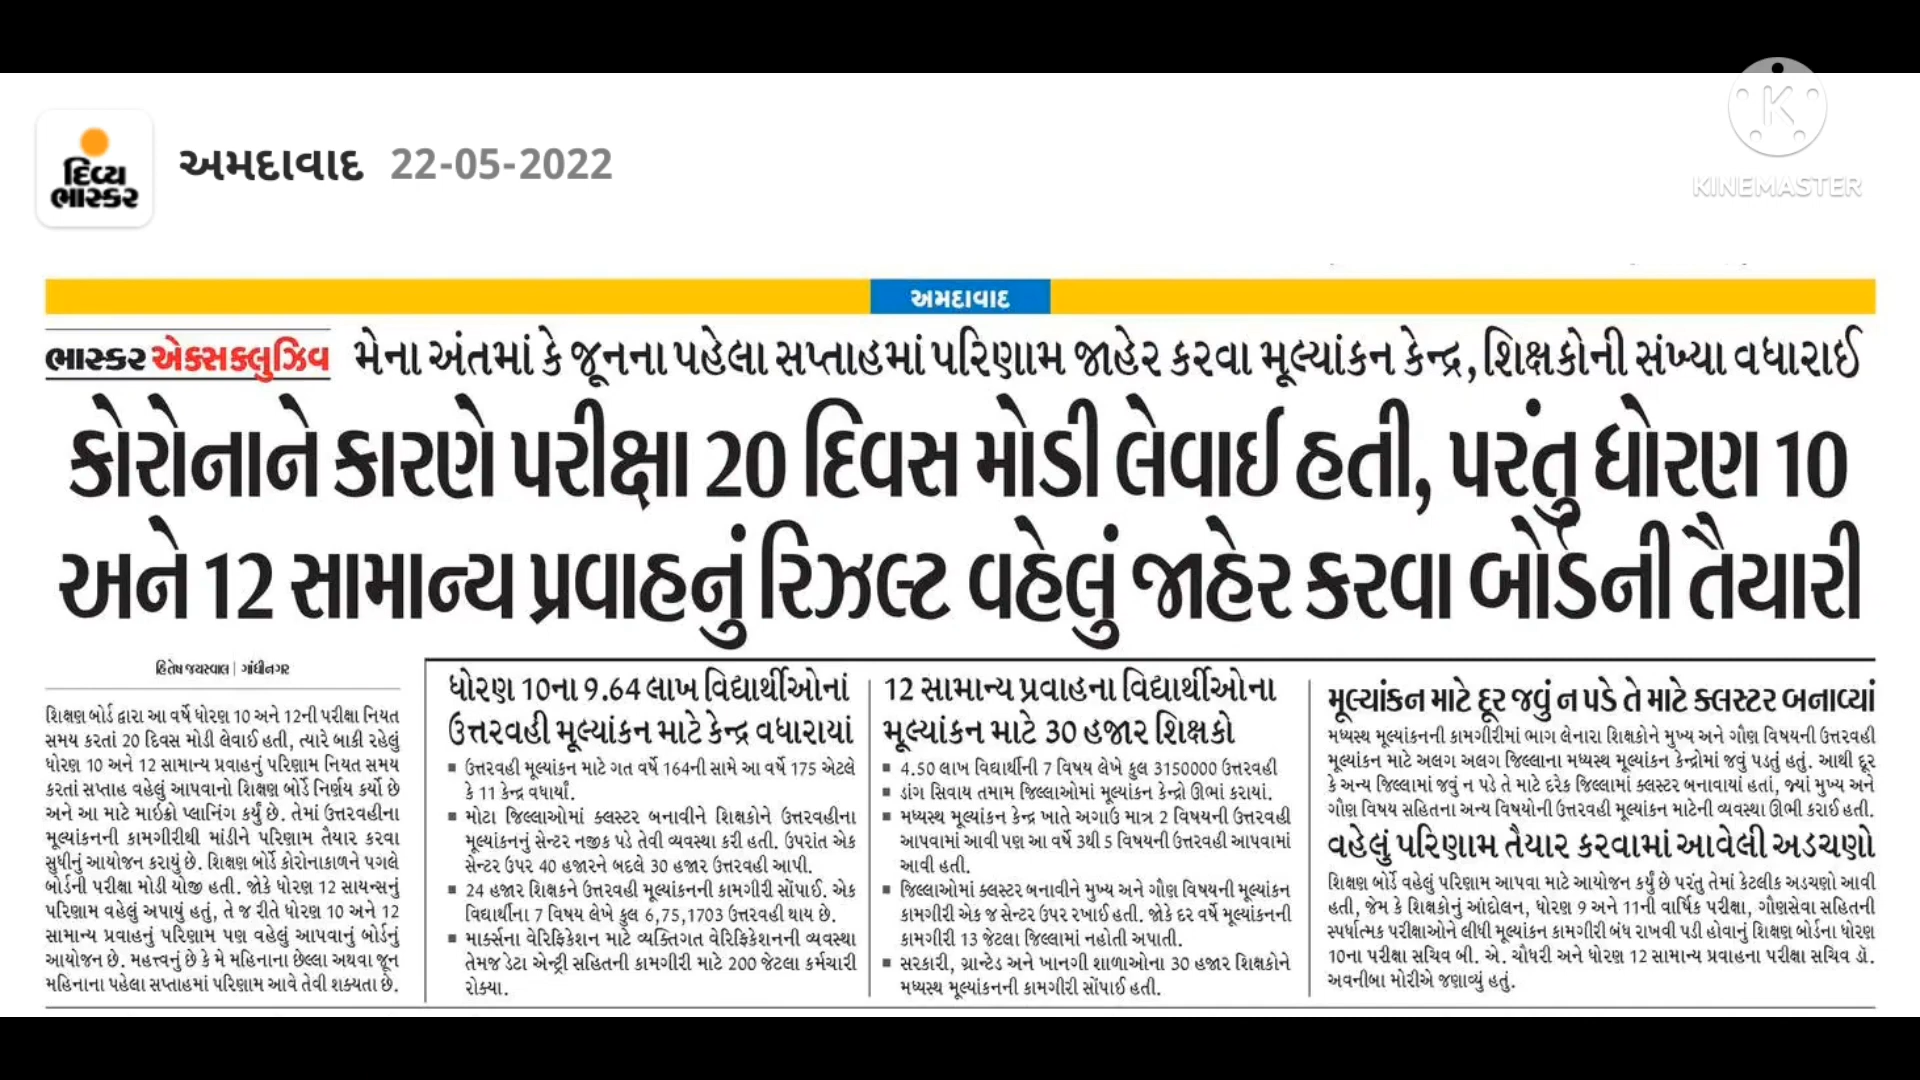 દિવ્ય
ભાસ્કર
અમદાવાદ 22-05-2022
K
KINEMASTER
અમદાવાદ
ભાસ્કર એક્સક્લુઝિવ
મેના અંતમાં કે જૂનના પહેલા સપ્તાહમાં પરિણામ જાહેર કરવા મૂલ્યાંકન કેન્દ્ર, શિક્ષકોની સંખ્યા વધારાઈ
કોરોનાને કારણે પરીક્ષા 20 દિવસ મોડી લેવાઈ હતી, પરંતુ ધોરણ 10
અને 12 સામાન્ય પ્રવાહનું રિઝલ્ટ વહેલું જાહેર કરવા બોર્ડની તૈયારી
હિતેષ જયસ્વાલ | ગાંધીનગર
શિક્ષણ બોર્ડ દ્વારા આ વર્ષે ધોરણ 10 અને 12ની પરીક્ષા નિયત
સમય કરતાં 20 દિવસ મોડી લેવાઈ હતી, ત્યારે બાકી રહેલું
ધોરણ 10 અને 12 સામાન્ય પ્રવાહનું પરિણામ નિયત સમય
કરતાં સપ્તાહ વહેલું આપવાનો શિક્ષણ બોર્ડે નિર્ણય કર્યો છે
અને આ માટે માઈક્રો પ્લાનિંગ કર્યું છે. તેમાં ઉત્તરવહીના
મૂલ્યાંકનની કામગીરીથી માંડીને પરિણામ તૈયાર કરવા
સુધીનું આયોજન કરાયું છે. શિક્ષણ બોર્ડે કોરોનાકાળને પગલે
બોર્ડની પરીક્ષા મોડી યોજી હતી. જોકે ધોરણ 12 સાયન્સનું
પરિણામ વહેલું અપાયું હતું, તે જ રીતે ધોરણ 10 અને 12
સામાન્ય પ્રવાહનું પરિણામ પણ વહેલું આપવાનું બોર્ડનું
આયોજન છે. મહત્ત્વનું છે કે મે મહિનાના છેલ્લા અથવા જૂન
મહિનાના પહેલા સપ્તાહમાં પરિણામ આવે તેવી શક્યતા છે.
ધોરણ 10ના 9.64 લાખ વિદ્યાર્થીઓનાં
ઉત્તરવહી મૂલ્યાંકન માટે કેન્દ્ર વધારાયાં
■ ઉત્તરવહી મૂલ્યાંકન માટે ગત વર્ષે 164ની સામે આ વર્ષે 175 એટલે
કે 11 કેન્દ્ર વધાર્યાં.
■ મોટા જિલ્લાઓમાં ક્લસ્ટર બનાવીને શિક્ષકોને ઉત્તરવહીના
મૂલ્યાંકનનું સેન્ટર નજીક પડે તેવી વ્યવસ્થા કરી હતી. ઉપરાંત એક
સેન્ટર ઉપર 40 હજારને બદલે 30 હજાર ઉત્તરવહી આપી.
■ 24 હજાર શિક્ષકને ઉત્તરવહી મૂલ્યાંકનની કામગીરી સોંપાઈ. એક
વિદ્યાર્થીના 7 વિષય લેખે કુલ 6,75,1703 ઉત્તરવહી થાય છે.
■ માર્ક્સના વેરિફિકેશન માટે વ્યક્તિગત વેરિફિકેશનની વ્યવસ્થા
તેમજ ડેટા એન્ટ્રી સહિતની કામગીરી માટે 200 જેટલા કર્મચારી
રોક્યા.
12 સામાન્ય પ્રવાહના વિદ્યાર્થીઓના
મૂલ્યાંકન માટે 30 હજાર શિક્ષકો
■ 4.50 લાખ વિદ્યાર્થીની 7 વિષય લેખે કુલ 3150000 ઉત્તરવહી
■ ડાંગ સિવાય તમામ જિલ્લાઓમાં મૂલ્યાંકન કેન્દ્રો ઊભાં કરાયાં.
■ મધ્યસ્થ મૂલ્યાંકન કેન્દ્ર ખાતે અગાઉ માત્ર 2 વિષયની ઉત્તરવહી
આપવામાં આવી પણ આ વર્ષે 3થી 5 વિષયની ઉત્તરવહી આપવામાં
આવી હતી.
■ જિલ્લાઓમાં ક્લસ્ટર બનાવીને મુખ્ય અને ગૌણ વિષયની મૂલ્યાંકન
કામગીરી એક જ સેન્ટર ઉપર રખાઈ હતી. જોકે દર વર્ષે મૂલ્યાંકનની
કામગીરી 13 જેટલા જિલ્લામાં નહોતી અપાતી.
■ સરકારી, ગ્રાન્ટેડ અને ખાનગી શાળાઓના 30 હજાર શિક્ષકોને
મધ્યસ્થ મૂલ્યાંકનની કામગીરી સોંપાઈ હતી.
મૂલ્યાંકન માટે દૂર જવું ન પડે તે માટે ક્લસ્ટર બનાવ્યાં
મધ્યસ્થ મૂલ્યાંકનની કામગીરીમાં ભાગ લેનારા શિક્ષકોને મુખ્ય અને ગૌણ વિષયની ઉત્તરવહી
મૂલ્યાંકન માટે અલગ અલગ જિલ્લાના મધ્યસ્થ મૂલ્યાંકન કેન્દ્રોમાં જવું પડતું હતું. આથી દૂર
કે અન્ય જિલ્લામાં જવું ન પડે તે માટે દરેક જિલ્લામાં ક્લસ્ટર બનાવાયાં હતાં, જ્યાં મુખ્ય અને
ગૌણ વિષય સહિતના અન્ય વિષયોની ઉત્તરવહી મૂલ્યાંકન માટેની વ્યવસ્થા ઊભી કરાઈ હતી.
વહેલું પરિણામ તૈયાર કરવામાં આવેલી અડચણો
શિક્ષણ બોર્ડે વહેલું પરિણામ આપવા માટે આયોજન કર્યું છે પરંતુ તેમાં કેટલીક અડચણો આવી
હતી, જેમ કે શિક્ષકોનું આંદોલન, ધોરણ 9 અને 11ની વાર્ષિક પરીક્ષા, ગૌણસેવા સહિતની
સ્પર્ધાત્મક પરીક્ષાઓને લીધી મૂલ્યાંકન કામગીરી બંધ રાખવી પડી હોવાનું શિક્ષણ બોર્ડના ધોરણ
10ના પરીક્ષા સચિવ બી. એ. ચૌધરી અને ધોરણ 12 સામાન્ય પ્રવાહના પરીક્ષા સચિવ ડૉ.
અવનીબા મોરીએ જણાવ્યું હતું.